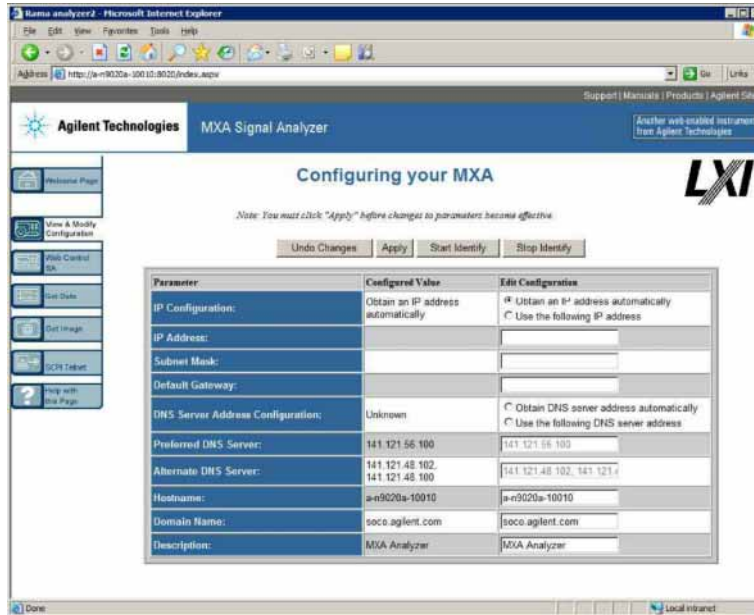 Rama analyzer2 - Microsoft Internet Explorer
File Edit View Favorites Tools Help
Address http://a-n9020a-10010:8020/index.aspx Go Links
Support | Manuals | Products | Agilent Site
Agilent Technologies MXA Signal Analyzer
Another web-enabled instrument
from Agilent Technologies
Welcome Page
View & Modify
Configuration
Web Control
SA
Get Data
Get Image
SCPI Telnet
Help with
this Page
Configuring your MXA
LXI
Note: You must click "Apply" before changes to parameters become effective.
Undo Changes Apply Start Identify Stop Identify
Parameter Configured Value Edit Configuration
IP Configuration: Obtain an IP address automatically Obtain an IP address automatically
Use the following IP address
IP Address:
Subnet Mask:
Default Gateway:
DNS Server Address Configuration: Unknown Obtain DNS server address automatically
Use the following DNS server address
Preferred DNS Server: 141.121.56.100 141.121.56.100
Alternate DNS Server: 141.121.48.102, 141.121.48.100 141.121.48.102, 141.121.
Hostname: a-n9020a-10010 a-n9020a-10010
Domain Name: soco.agilent.com soco.agilent.com
Description: MXA Analyzer MXA Analyzer
Done Local intranet